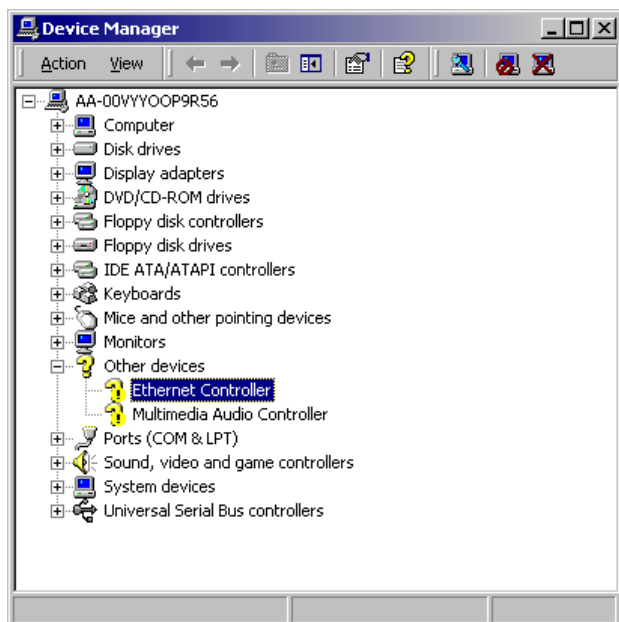 Device Manager
Action View
AA-00VYYOOP9R56
Computer
Disk drives
Display adapters
DVD/CD-ROM drives
Floppy disk controllers
Floppy disk drives
IDE ATA/ATAPI controllers
Keyboards
Mice and other pointing devices
Monitors
Other devices
Ethernet Controller
Multimedia Audio Controller
Ports (COM & LPT)
Sound, video and game controllers
System devices
Universal Serial Bus controllers